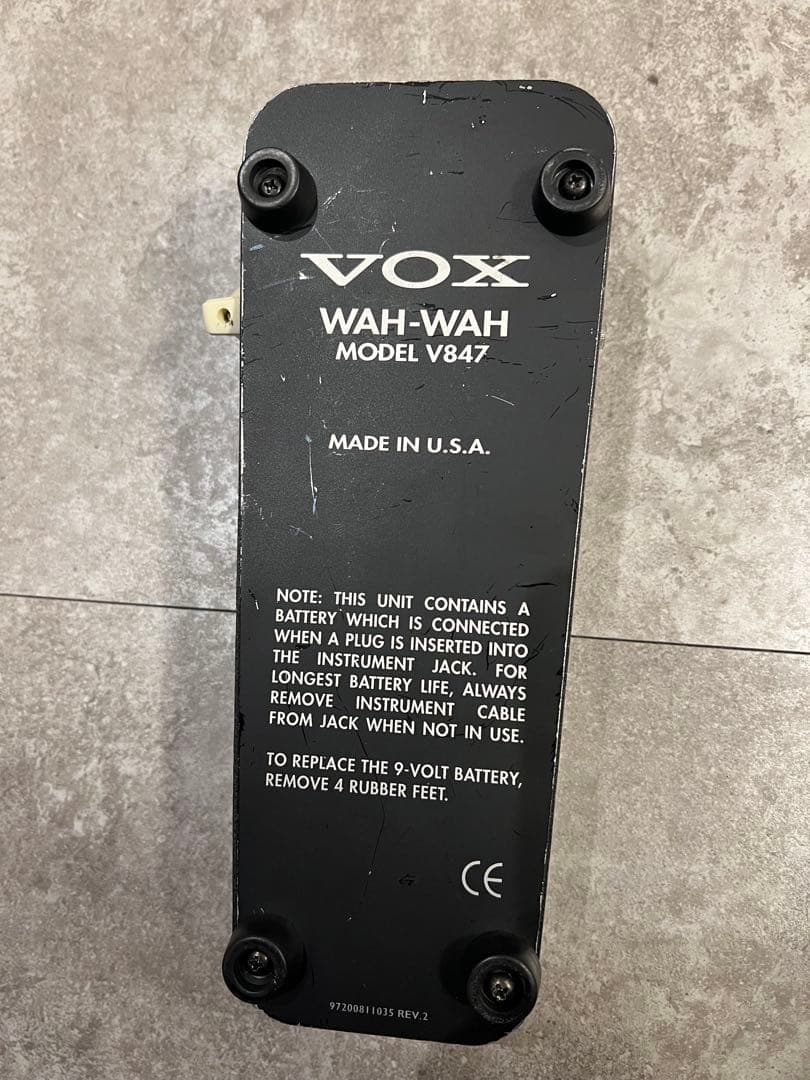 VOX
WAH-WAH
MODEL V847
MADE IN U.S.A.
NOTE: THIS UNIT CONTAINS A
BATTERY WHICH IS CONNECTED
WHEN A PLUG IS INSERTED INTO
THE INSTRUMENT JACK. FOR
LONGEST BATTERY LIFE, ALWAYS
REMOVE INSTRUMENT CABLE
FROM JACK WHEN NOT IN USE.
TO REPLACE THE 9-VOLT BATTERY,
REMOVE 4 RUBBER FEET.
CE
97200811035 REV.2